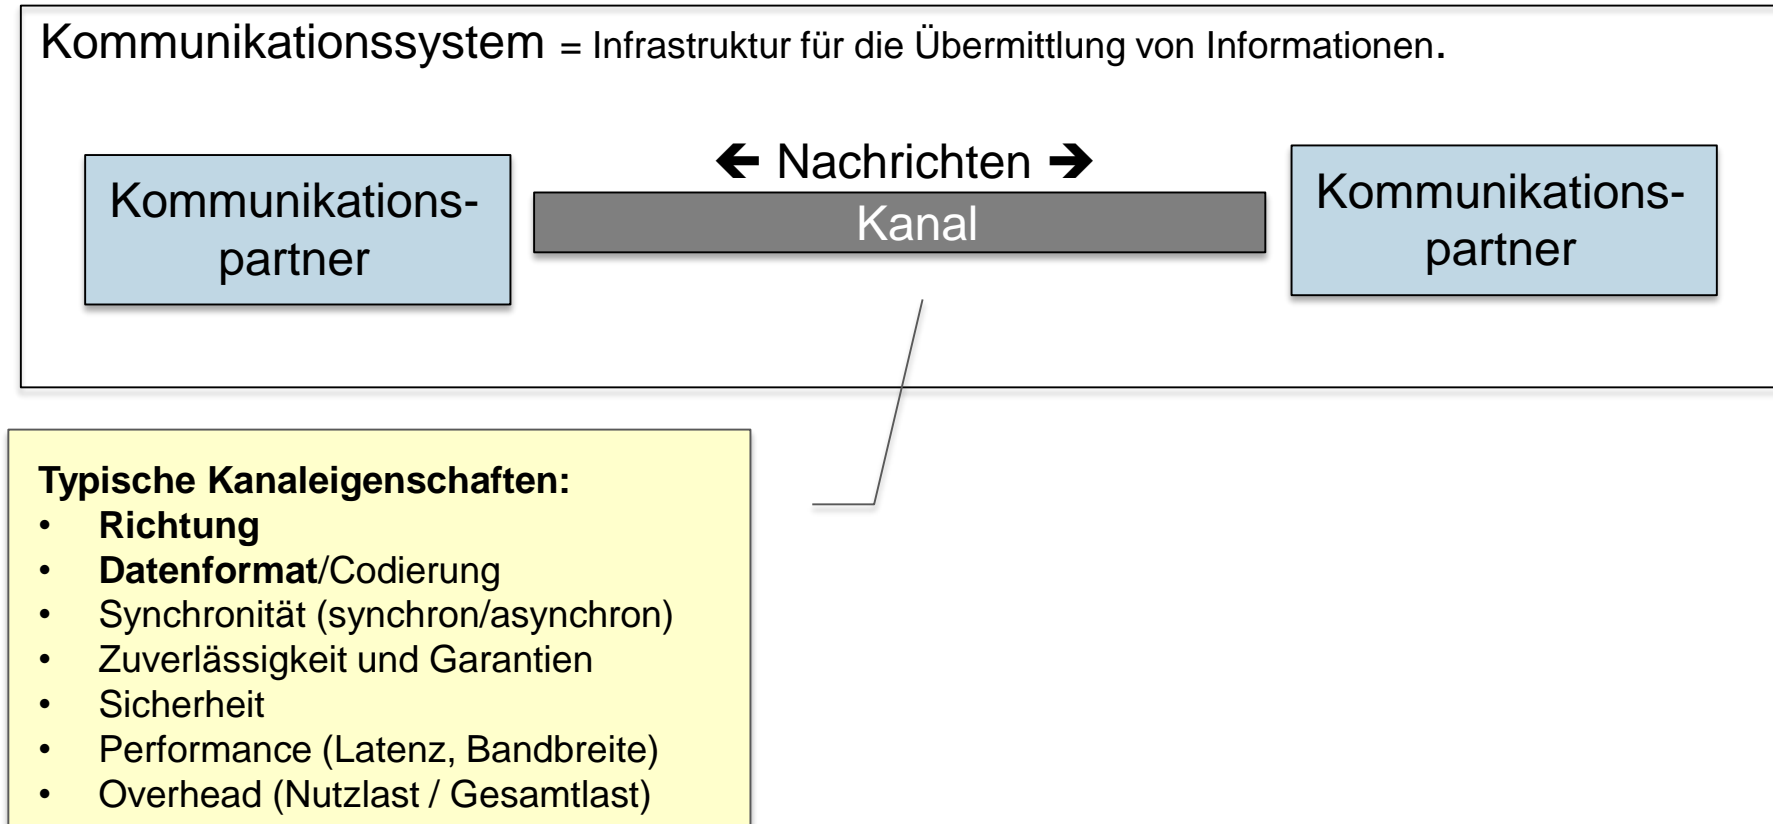 Kommunikationssystem = Infrastruktur für die Übermittlung von Informationen.
🡸 Nachrichten 🡺
Kommunikations-
partner
Kanal
Kommunikations-
partner
Typische Kanaleigenschaften:
• Richtung
• Datenformat/Codierung
• Synchronität (synchron/asynchron)
• Zuverlässigkeit und Garantien
• Sicherheit
• Performance (Latenz, Bandbreite)
• Overhead (Nutzlast / Gesamtlast)